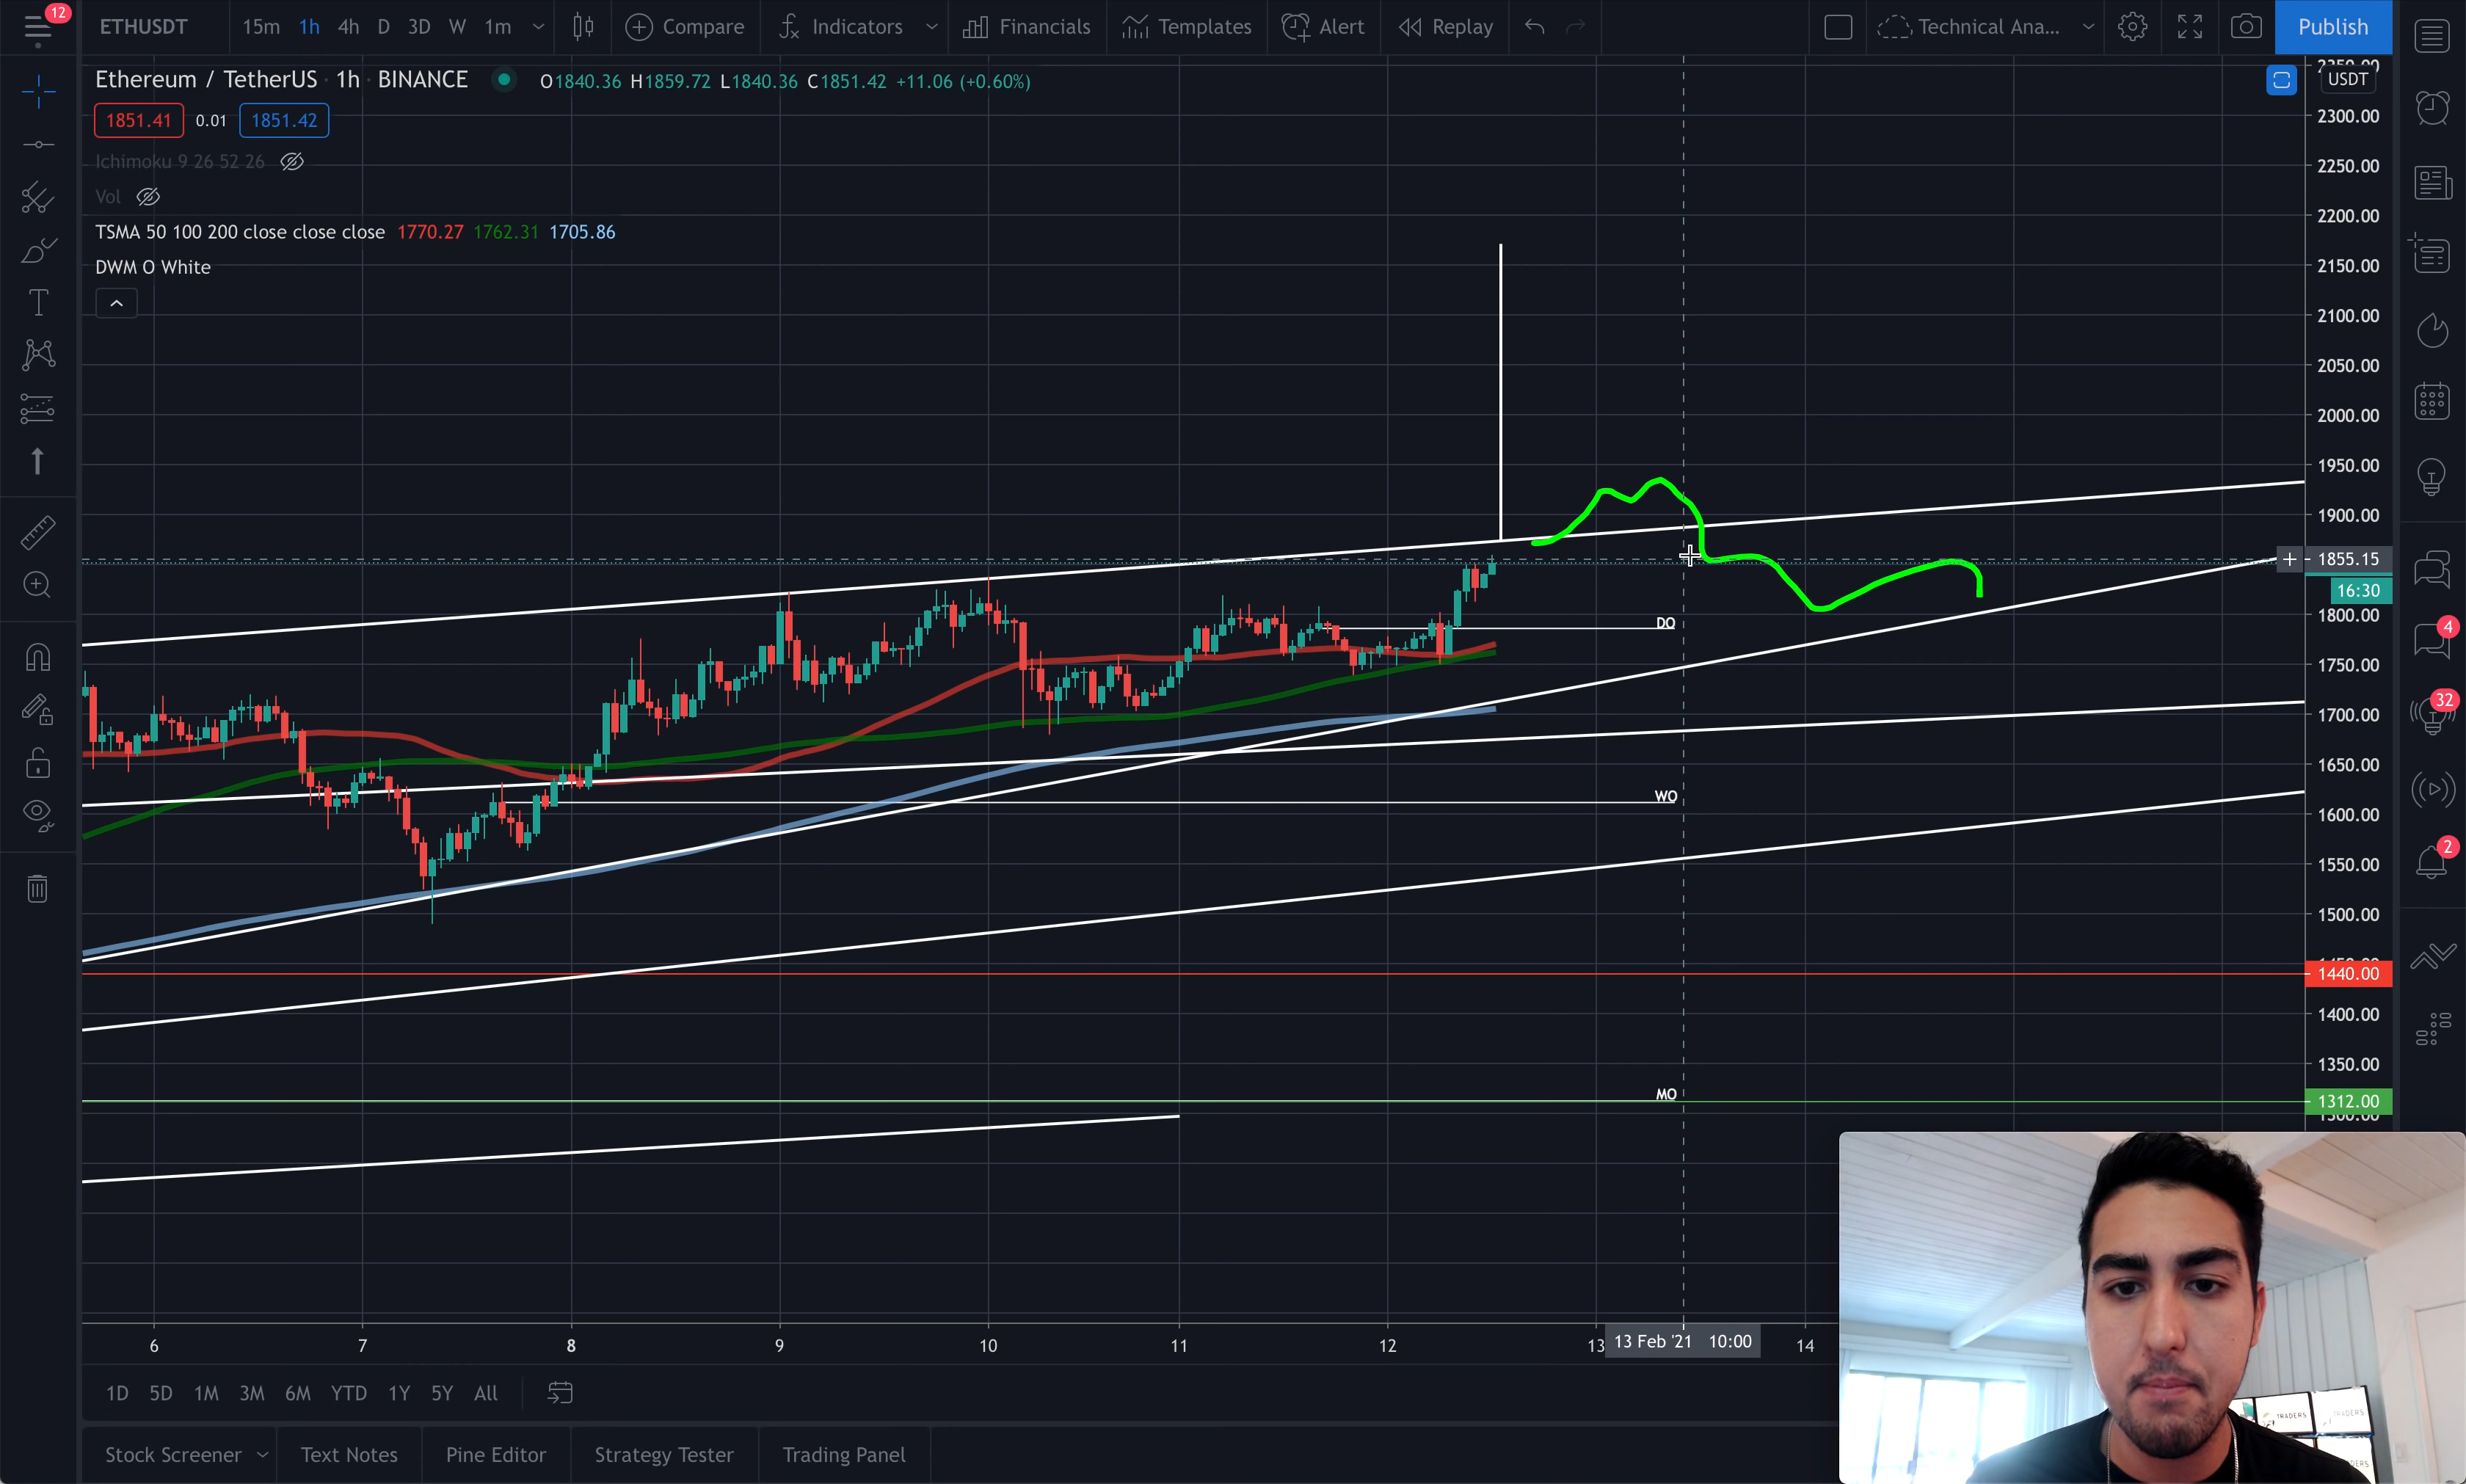 12
ETHUSDT 15m 1h 4h D 3D W 1m Compare Indicators Financials Templates Alert Replay Technical Ana... Publish
Ethereum / TetherUS · 1h · BINANCE O1840.36 H1859.72 L1840.36 C1851.42 +11.06 (+0.60%)
1851.41 0.01 1851.42
Ichimoku 9 26 52 26
Vol
TSMA 50 100 200 close close close 1770.27 1762.31 1705.86
DWM O White
USDT
2300.00
2250.00
2200.00
2150.00
2100.00
2050.00
2000.00
1950.00
1900.00
1855.15
16:30
1800.00
1750.00
1700.00
1650.00
1600.00
1550.00
1500.00
1440.00
1400.00
1350.00
1312.00
DO
WO
MO
4
32
2
6 7 8 9 10 11 12 13 13 Feb '21 10:00 14
1D 5D 1M 3M 6M YTD 1Y 5Y All
Stock Screener Text Notes Pine Editor Strategy Tester Trading Panel
TRADERS
TRADERS